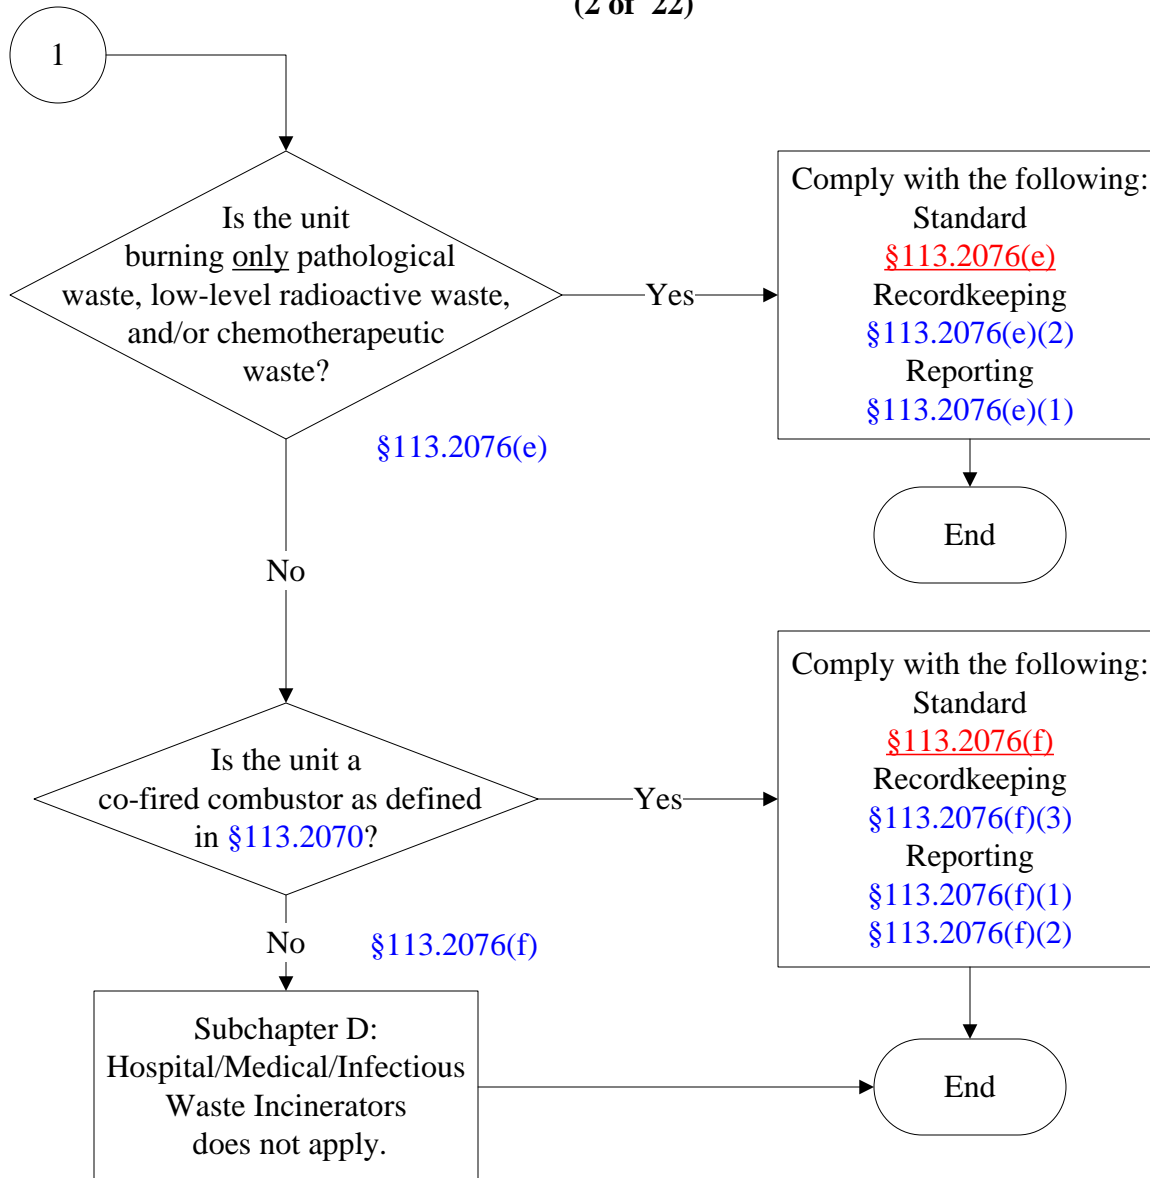 (2 of 22)
1
Is the unit
burning only pathological
waste, low-level radioactive waste,
and/or chemotherapeutic
waste?
Yes
Comply with the following:
Standard
§113.2076(e)
Recordkeeping
§113.2076(e)(2)
Reporting
§113.2076(e)(1)
§113.2076(e)
End
No
Is the unit a
co-fired combustor as defined
in §113.2070?
Yes
Comply with the following:
Standard
§113.2076(f)
Recordkeeping
§113.2076(f)(3)
Reporting
§113.2076(f)(1)
§113.2076(f)(2)
No
§113.2076(f)
Subchapter D:
Hospital/Medical/Infectious
Waste Incinerators
does not apply.
End